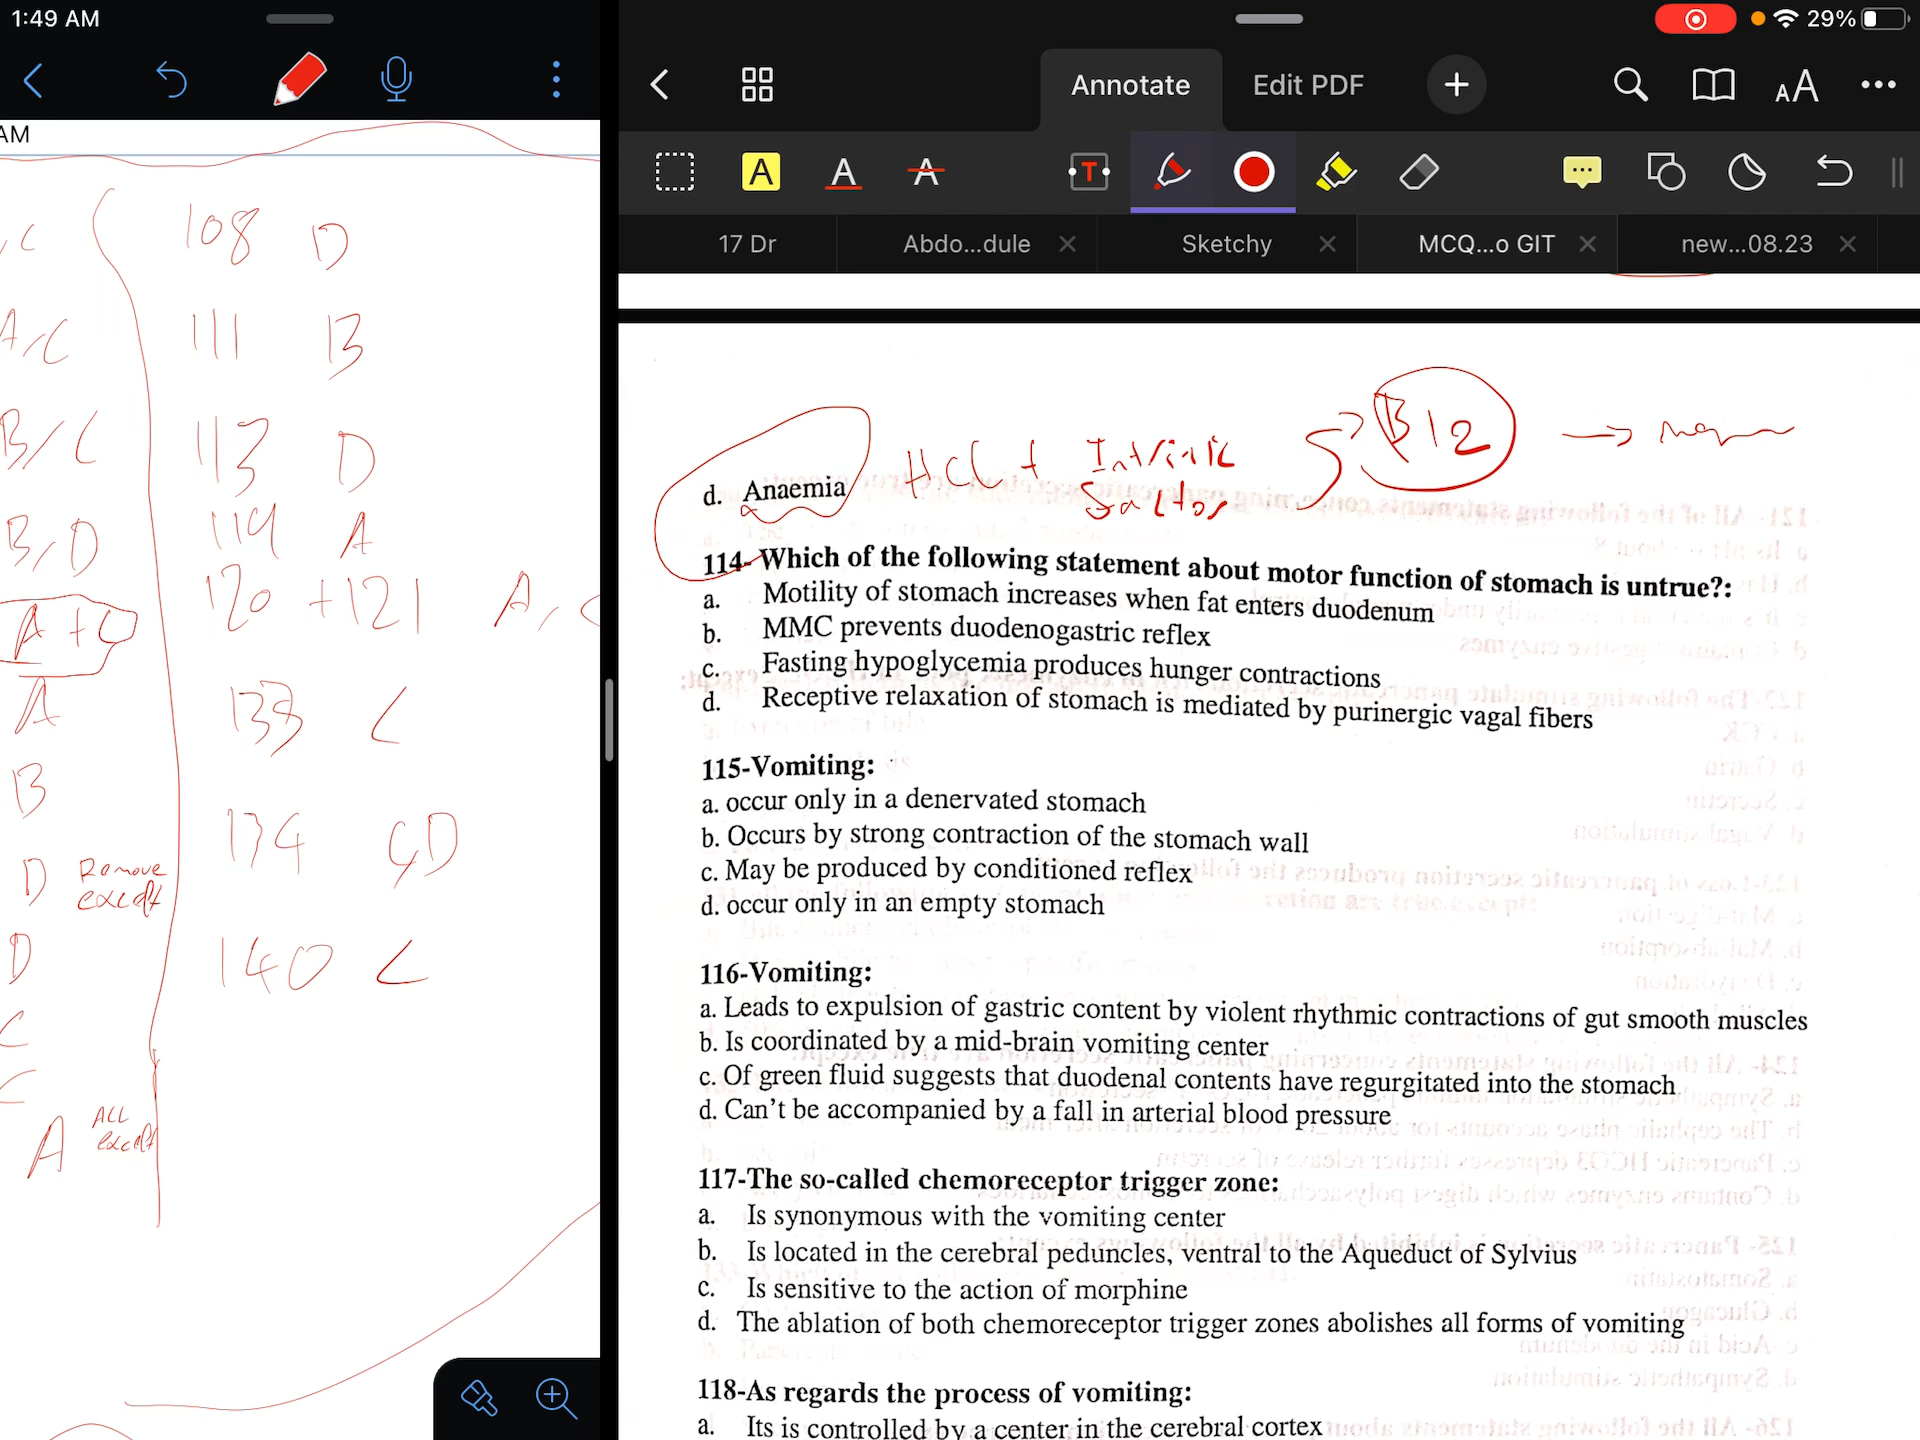 1:49 AM
29%
Annotate
Edit PDF
AA
A
A
A
T
17 Dr
Abdo...dule
Sketchy
MCQ...o GIT
new...08.23
AM
,C
A,C
B/C
B/D
A + C
A
B
D Remove except
D
C
C
A ALL except
108 D
111 B
113 D
114 A
120 + 121 A, C
133 C
134 C,D
140 C
d. Anaemia
HCl + Intrinsic factor
B12
114- Which of the following statement about motor function of stomach is untrue?:
a. Motility of stomach increases when fat enters duodenum
b. MMC prevents duodenogastric reflex
c. Fasting hypoglycemia produces hunger contractions
d. Receptive relaxation of stomach is mediated by purinergic vagal fibers
115-Vomiting:
a. occur only in a denervated stomach
b. Occurs by strong contraction of the stomach wall
c. May be produced by conditioned reflex
d. occur only in an empty stomach
116-Vomiting:
a. Leads to expulsion of gastric content by violent rhythmic contractions of gut smooth muscles
b. Is coordinated by a mid-brain vomiting center
c. Of green fluid suggests that duodenal contents have regurgitated into the stomach
d. Can't be accompanied by a fall in arterial blood pressure
117-The so-called chemoreceptor trigger zone:
a. Is synonymous with the vomiting center
b. Is located in the cerebral peduncles, ventral to the Aqueduct of Sylvius
c. Is sensitive to the action of morphine
d. The ablation of both chemoreceptor trigger zones abolishes all forms of vomiting
118-As regards the process of vomiting:
a. Its is controlled by a center in the cerebral cortex